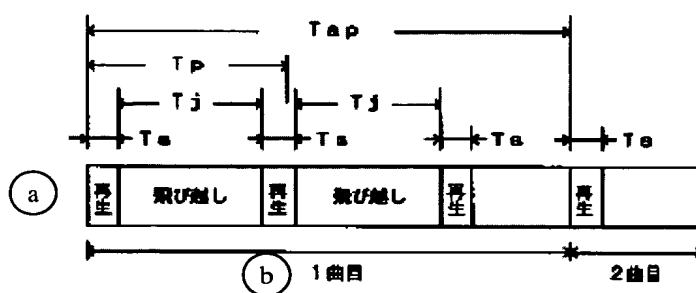 Tap
Tp
Tj Tj
Ts Ts Ts Ts
a 再生 飛び越し 再生 飛び越し 再生 再生
b 1曲目 2曲目